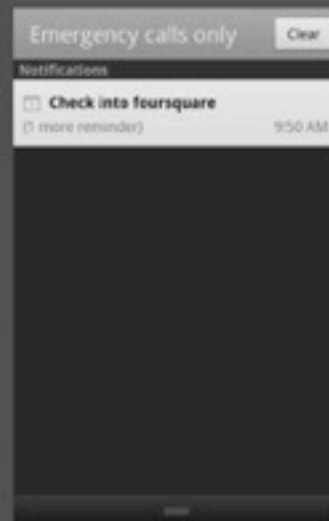 Emergency calls only
Clear
Notifications
Check into foursquare
(1 more reminder)
9:50 AM